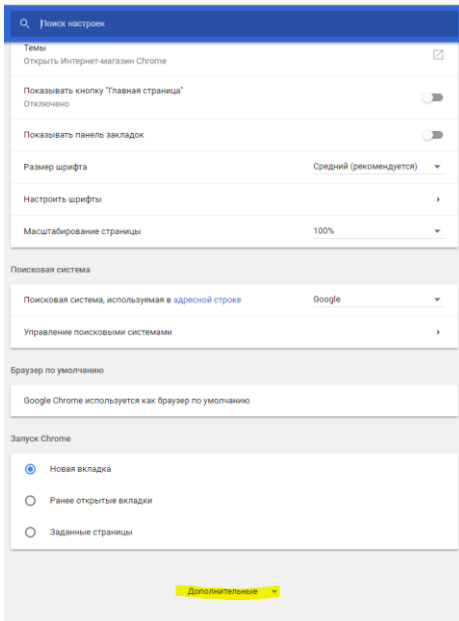 Поиск настроек
Темы
Открыть Интернет-магазин Chrome
Показывать кнопку "Главная страница"
Отключено
Показывать панель закладок
Размер шрифта Средний (рекомендуется)
Настроить шрифты
Масштабирование страницы 100%
Поисковая система
Поисковая система, используемая в адресной строке Google
Управление поисковыми системами
Браузер по умолчанию
Google Chrome используется как браузер по умолчанию
Запуск Chrome
Новая вкладка
Ранее открытые вкладки
Заданные страницы
Дополнительные